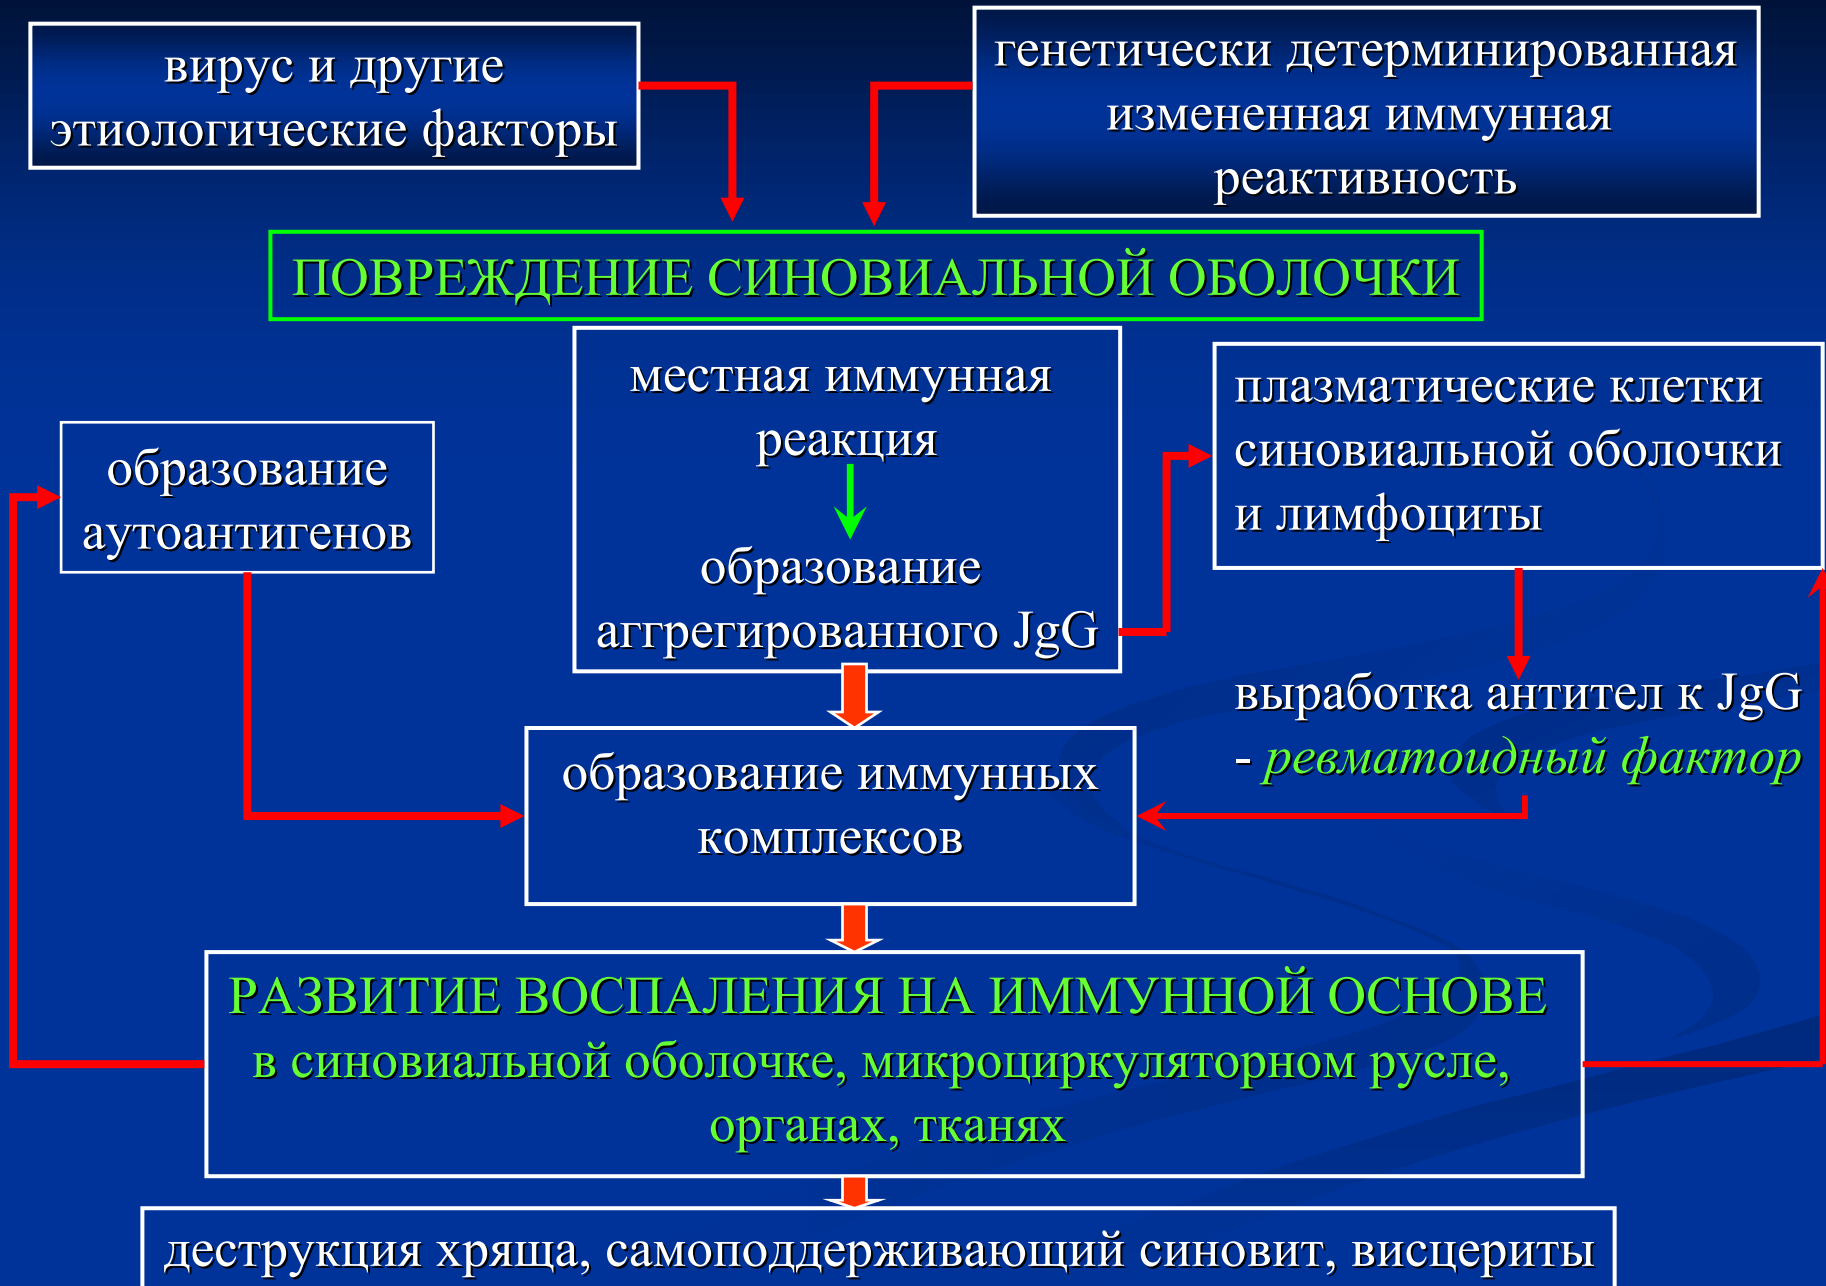 вирус и другие
этиологические факторы
генетически детерминированная
измененная иммунная
реактивность
ПОВРЕЖДЕНИЕ СИНОВИАЛЬНОЙ ОБОЛОЧКИ
местная иммунная
реакция
образование
аггрегированного JgG
плазматические клетки
синовиальной оболочки
и лимфоциты
образование
аутоантигенов
выработка антител к JgG
- ревматоидный фактор
образование иммунных
комплексов
РАЗВИТИЕ ВОСПАЛЕНИЯ НА ИММУННОЙ ОСНОВЕ
в синовиальной оболочке, микроциркуляторном русле,
органах, тканях
деструкция хряща, самоподдерживающий синовит, висцериты